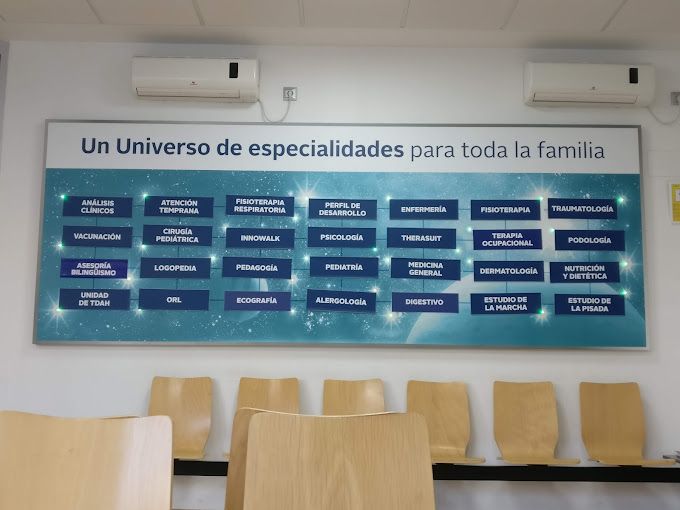 Un Universo de especialidades para toda la familia
ANÁLISIS
CLÍNICOS
ATENCIÓN
TEMPRANA
FISIOTERAPIA
RESPIRATORIA
PERFIL DE
DESARROLLO
ENFERMERÍA
FISIOTERAPIA
TRAUMATOLOGÍA
VACUNACIÓN
CIRUGÍA
PEDIÁTRICA
INNOWALK
PSICOLOGÍA
THERASUIT
TERAPIA
OCUPACIONAL
PODOLOGÍA
ASESORÍA
BILINGÜISMO
LOGOPEDIA
PEDAGOGÍA
PEDIATRÍA
MEDICINA
GENERAL
DERMATOLOGÍA
NUTRICIÓN
Y DIETÉTICA
UNIDAD
DE TDAH
ORL
ECOGRAFÍA
ALERGOLOGÍA
DIGESTIVO
ESTUDIO DE
LA MARCHA
ESTUDIO DE
LA PISADA